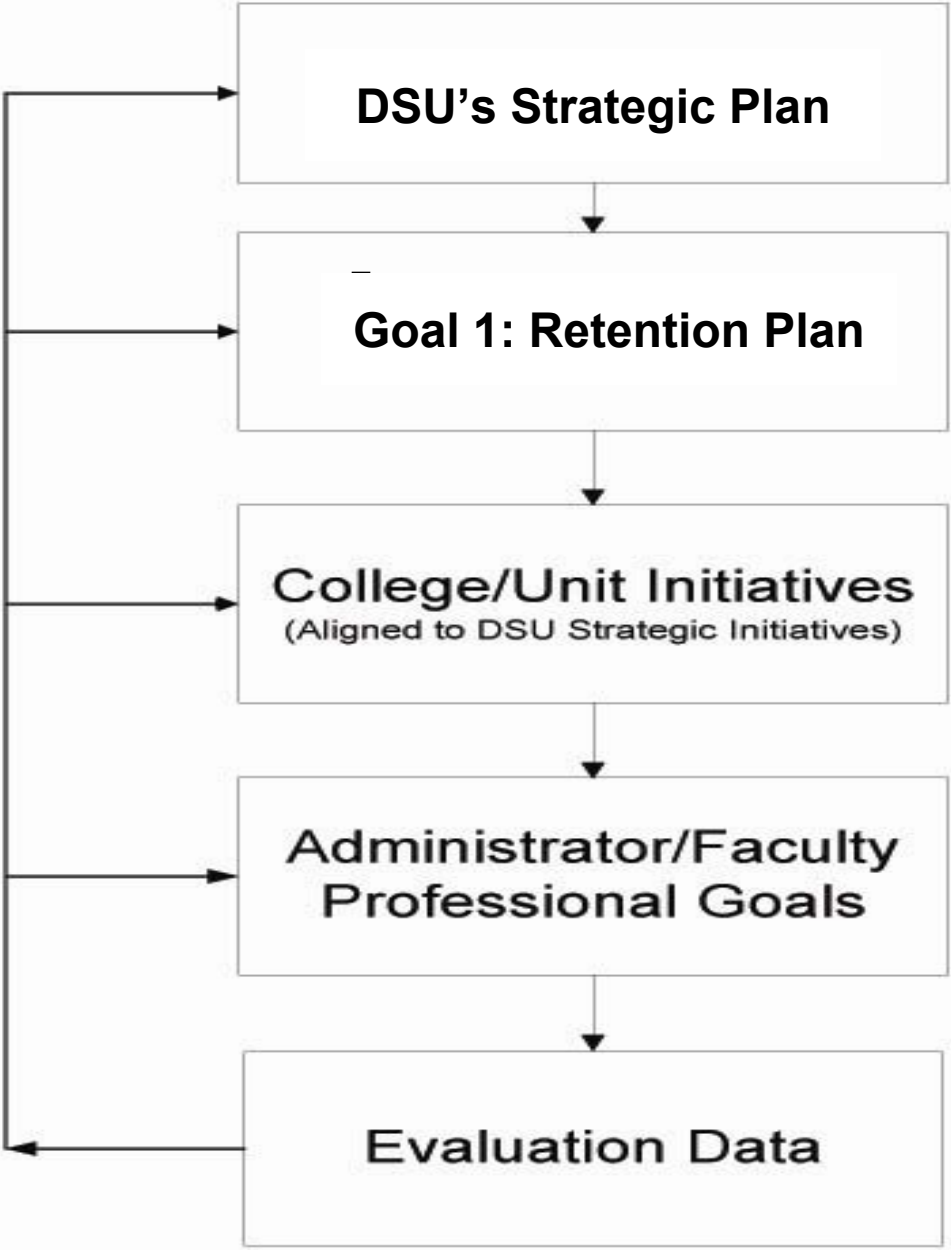 DSU’s Strategic Plan
Goal 1: Retention Plan
College/Unit Initiatives
(Aligned to DSU Strategic Initiatives)
Administrator/Faculty
Professional Goals
Evaluation Data